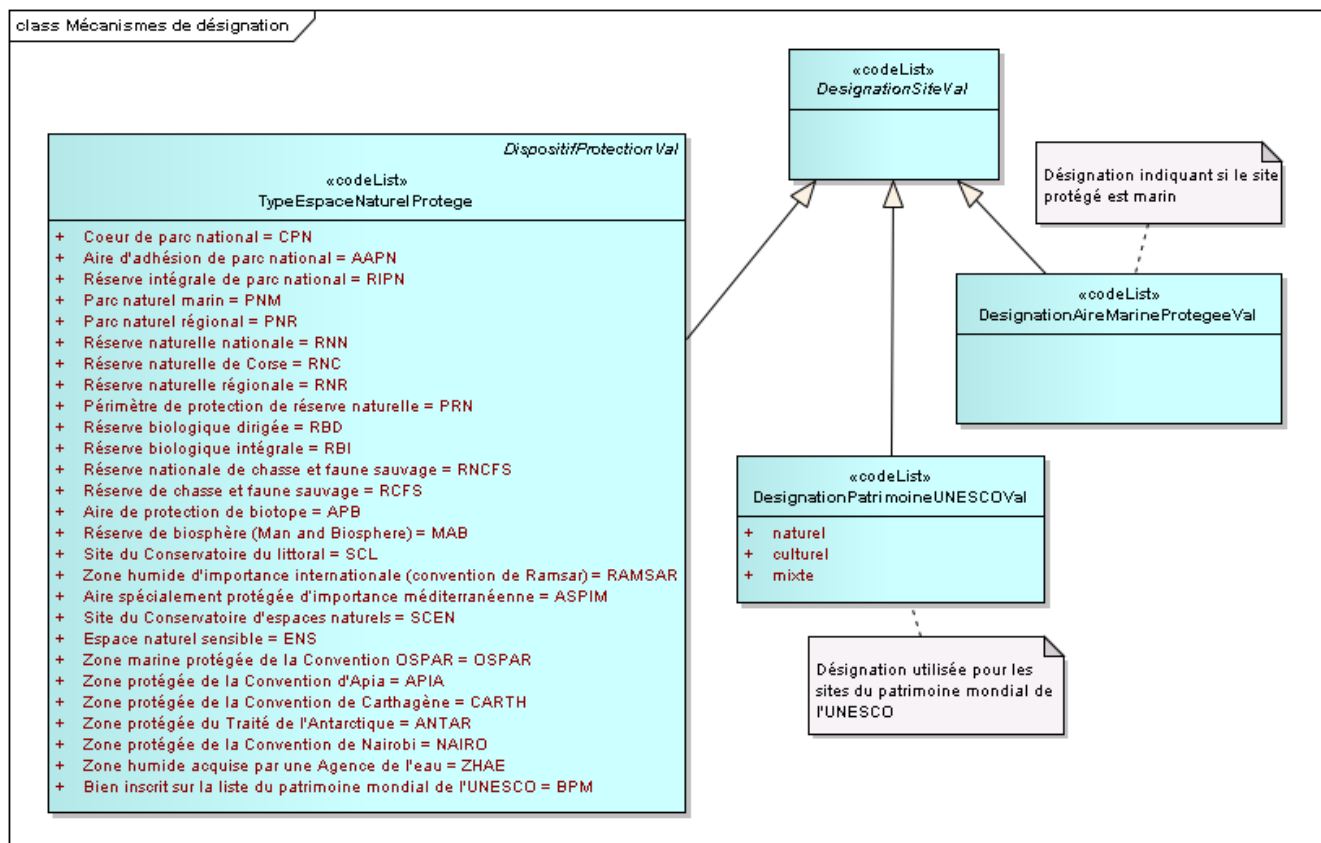 class Mécanismes de désignation
«codeList»
DesignationSiteVal
DispositifProtectionVal
«codeList»
TypeEspaceNaturelProtege
+ Coeur de parc national = CPN
+ Aire d'adhésion de parc national = AAPN
+ Réserve intégrale de parc national = RIPN
+ Parc naturel marin = PNM
+ Parc naturel régional = PNR
+ Réserve naturelle nationale = RNN
+ Réserve naturelle de Corse = RNC
+ Réserve naturelle régionale = RNR
+ Périmètre de protection de réserve naturelle = PRN
+ Réserve biologique dirigée = RBD
+ Réserve biologique intégrale = RBI
+ Réserve nationale de chasse et faune sauvage = RNCFS
+ Réserve de chasse et faune sauvage = RCFS
+ Aire de protection de biotope = APB
+ Réserve de biosphère (Man and Biosphere) = MAB
+ Site du Conservatoire du littoral = SCL
+ Zone humide d'importance internationale (convention de Ramsar) = RAMSAR
+ Aire spécialement protégée d'importance méditerranéenne = ASPIM
+ Site du Conservatoire d'espaces naturels = SCEN
+ Espace naturel sensible = ENS
+ Zone marine protégée de la Convention OSPAR = OSPAR
+ Zone protégée de la Convention d'Apia = APIA
+ Zone protégée de la Convention de Carthagène = CARTH
+ Zone protégée du Traité de l'Antarctique = ANTAR
+ Zone protégée de la Convention de Nairobi = NAIRO
+ Zone humide acquise par une Agence de l'eau = ZHAE
+ Bien inscrit sur la liste du patrimoine mondial de l'UNESCO = BPM
Désignation indiquant si le site
protégé est marin
«codeList»
DesignationAireMarineProtegeeVal
«codeList»
DesignationPatrimoineUNESCOVal
+ naturel
+ culturel
+ mixte
Désignation utilisée pour les
sites du patrimoine mondial de
l'UNESCO